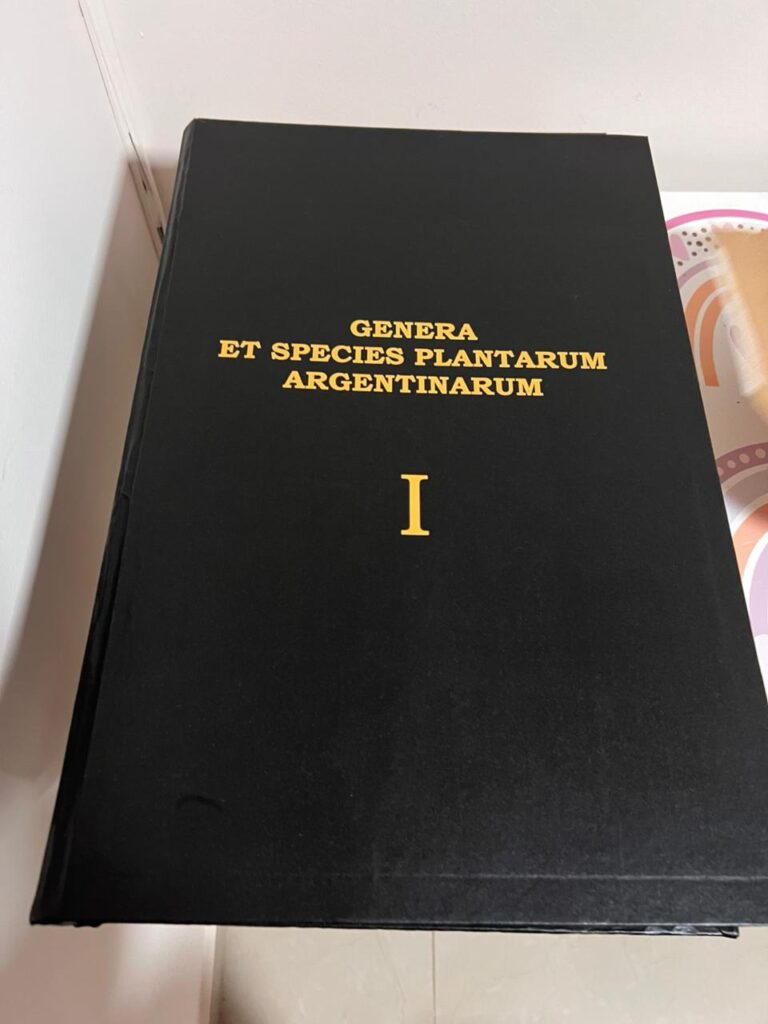 GENERA
ET SPECIES PLANTARUM
ARGENTINARUM
I